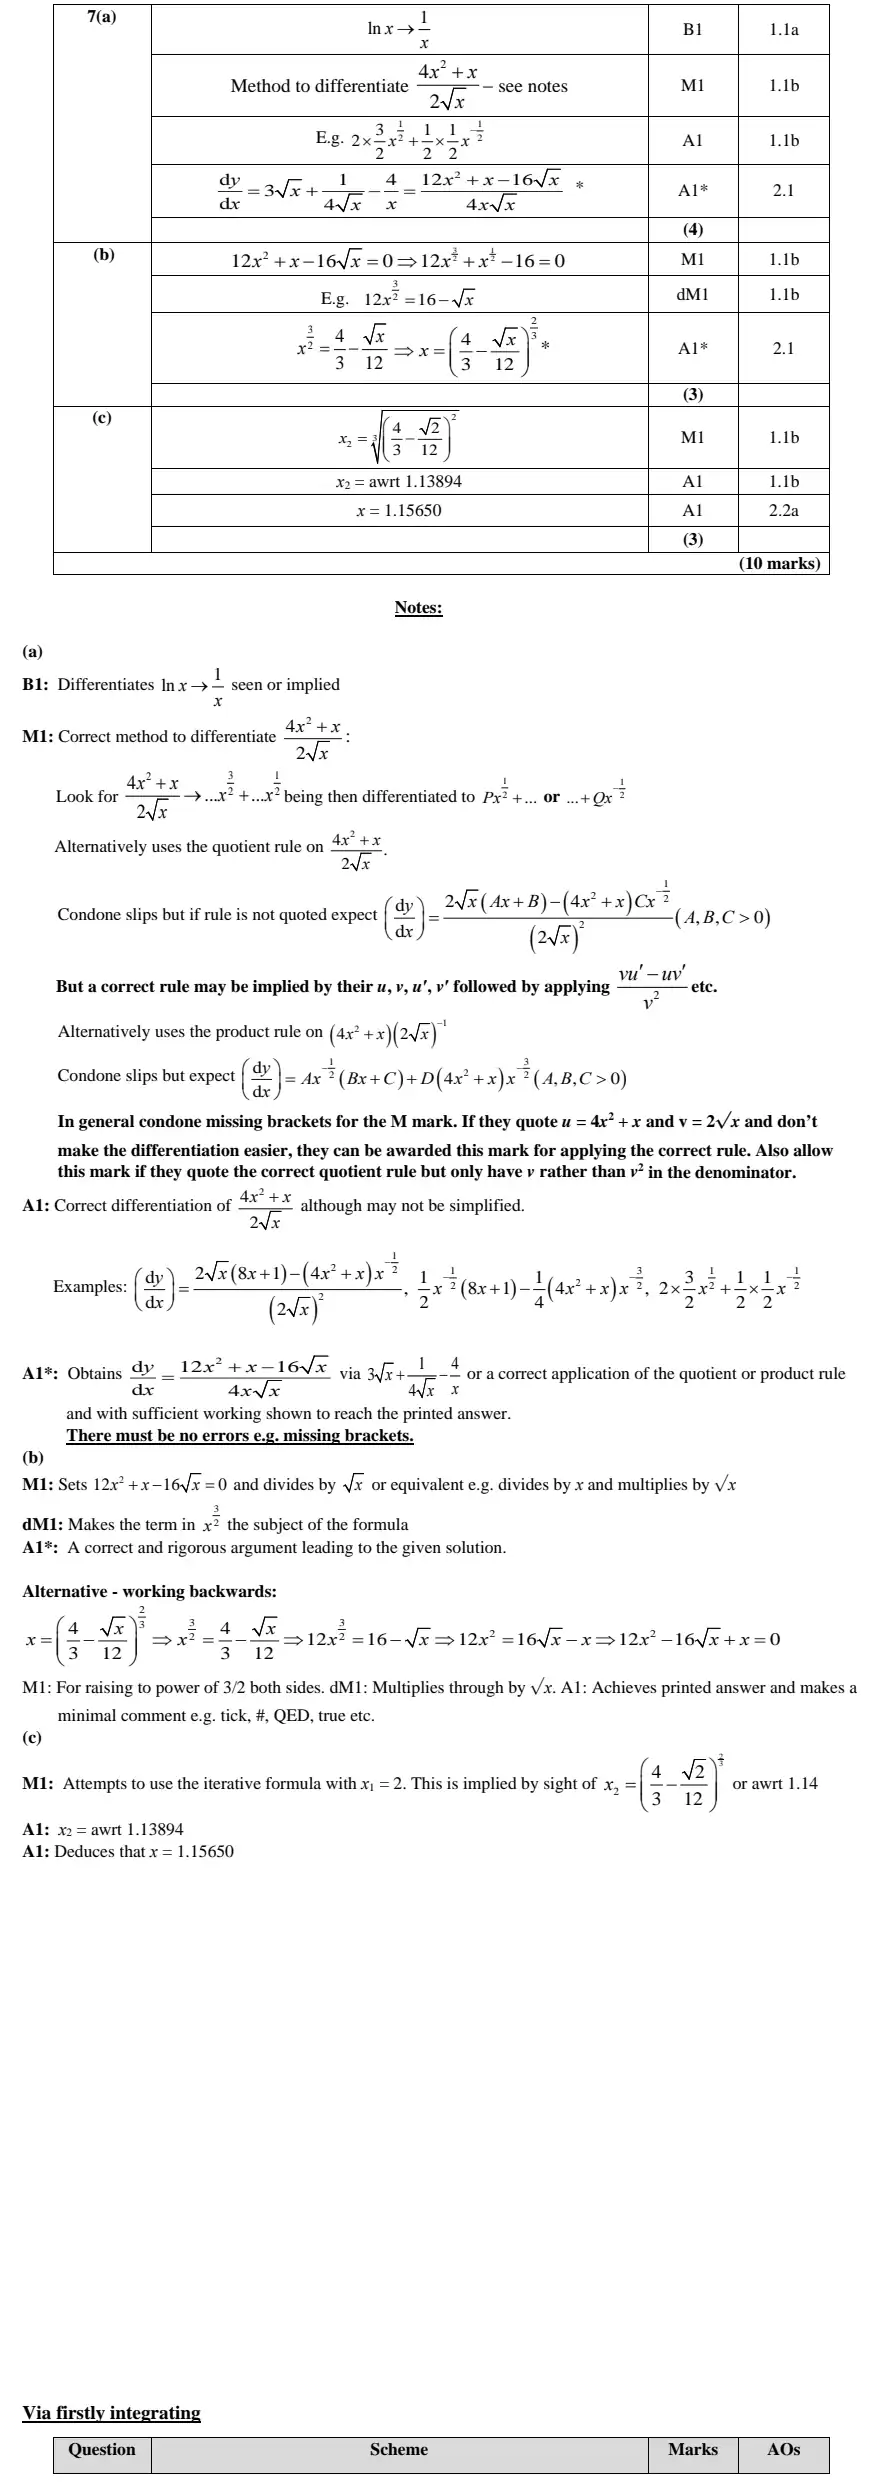 7(a) ln x → 1/x B1 1.1a
Method to differentiate (4x² + x)/(2√x) – see notes M1 1.1b
E.g. 2 × 3/2 x^(1/2) + 1/2 × 1/2 x^(-1/2) A1 1.1b
dy/dx = 3√x + 1/(4√x) − 4/x = (12x² + x − 16√x)/(4x√x) * A1* 2.1
(4)
(b) 12x² + x − 16√x = 0 ⇒ 12x^(3/2) + x^(1/2) − 16 = 0 M1 1.1b
E.g. 12x^(3/2) = 16 − √x dM1 1.1b
x^(3/2) = 4/3 − √x/12 ⇒ x = (4/3 − √x/12)^(2/3) * A1* 2.1
(3)
(c) x₂ = ∛((4/3 − √2/12)²) M1 1.1b
x₂ = awrt 1.13894 A1 1.1b
x = 1.15650 A1 2.2a
(3)
(10 marks)
Notes:
(a)
B1: Differentiates ln x → 1/x seen or implied
M1: Correct method to differentiate (4x² + x)/(2√x):
Look for (4x² + x)/(2√x) → ...x^(3/2) + ...x^(1/2) being then differentiated to Px^(1/2) + ... or ... + Qx^(-1/2)
Alternatively uses the quotient rule on (4x² + x)/(2√x).
Condone slips but if rule is not quoted expect (dy/dx) = (2√x(Ax + B) − (4x² + x)Cx^(-1/2))/(2√x)² (A, B, C > 0)
But a correct rule may be implied by their u, v, u′, v′ followed by applying (vu′ − uv′)/v² etc.
Alternatively uses the product rule on (4x² + x)(2√x)^(-1)
Condone slips but expect (dy/dx) = Ax^(-1/2)(Bx + C) + D(4x² + x)x^(-3/2) (A, B, C > 0)
In general condone missing brackets for the M mark. If they quote u = 4x² + x and v = 2√x and don’t
make the differentiation easier, they can be awarded this mark for applying the correct rule. Also allow
this mark if they quote the correct quotient rule but only have v rather than v² in the denominator.
A1: Correct differentiation of (4x² + x)/(2√x) although may not be simplified.
Examples: (dy/dx) = (2√x(8x + 1) − (4x² + x)x^(-1/2))/(2√x)², 1/2 x^(-1/2)(8x + 1) − 1/4(4x² + x)x^(-3/2), 2 × 3/2 x^(1/2) + 1/2 × 1/2 x^(-1/2)
A1*: Obtains dy/dx = (12x² + x − 16√x)/(4x√x) via 3√x + 1/(4√x) − 4/x or a correct application of the quotient or product rule
and with sufficient working shown to reach the printed answer.
There must be no errors e.g. missing brackets.
(b)
M1: Sets 12x² + x − 16√x = 0 and divides by √x or equivalent e.g. divides by x and multiplies by √x
dM1: Makes the term in x^(3/2) the subject of the formula
A1*: A correct and rigorous argument leading to the given solution.
Alternative - working backwards:
x = (4/3 − √x/12)^(2/3) ⇒ x^(3/2) = 4/3 − √x/12 ⇒ 12x^(3/2) = 16 − √x ⇒ 12x² = 16√x − x ⇒ 12x² − 16√x + x = 0
M1: For raising to power of 3/2 both sides. dM1: Multiplies through by √x. A1: Achieves printed answer and makes a
minimal comment e.g. tick, #, QED, true etc.
(c)
M1: Attempts to use the iterative formula with x₁ = 2. This is implied by sight of x₂ = (4/3 − √2/12)^(2/3) or awrt 1.14
A1: x₂ = awrt 1.13894
A1: Deduces that x = 1.15650
Via firstly integrating
Question Scheme Marks AOs